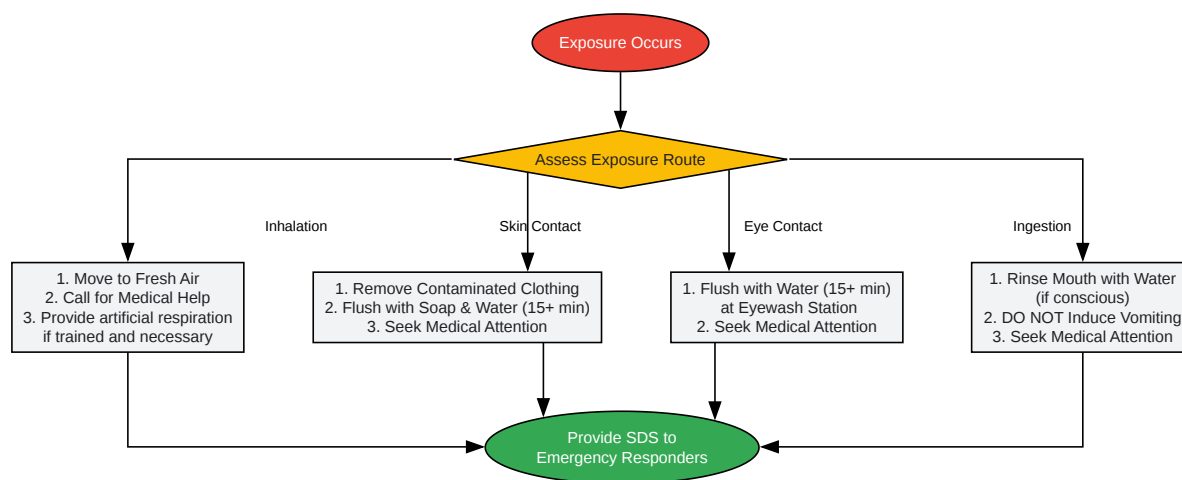 Exposure Occurs
Assess Exposure Route
Inhalation
Skin Contact
Eye Contact
Ingestion
1. Move to Fresh Air
2. Call for Medical Help
3. Provide artificial respiration
if trained and necessary
1. Remove Contaminated Clothing
2. Flush with Soap & Water (15+ min)
3. Seek Medical Attention
1. Flush with Water (15+ min)
at Eyewash Station
2. Seek Medical Attention
1. Rinse Mouth with Water
(if conscious)
2. DO NOT Induce Vomiting
3. Seek Medical Attention
Provide SDS to
Emergency Responders